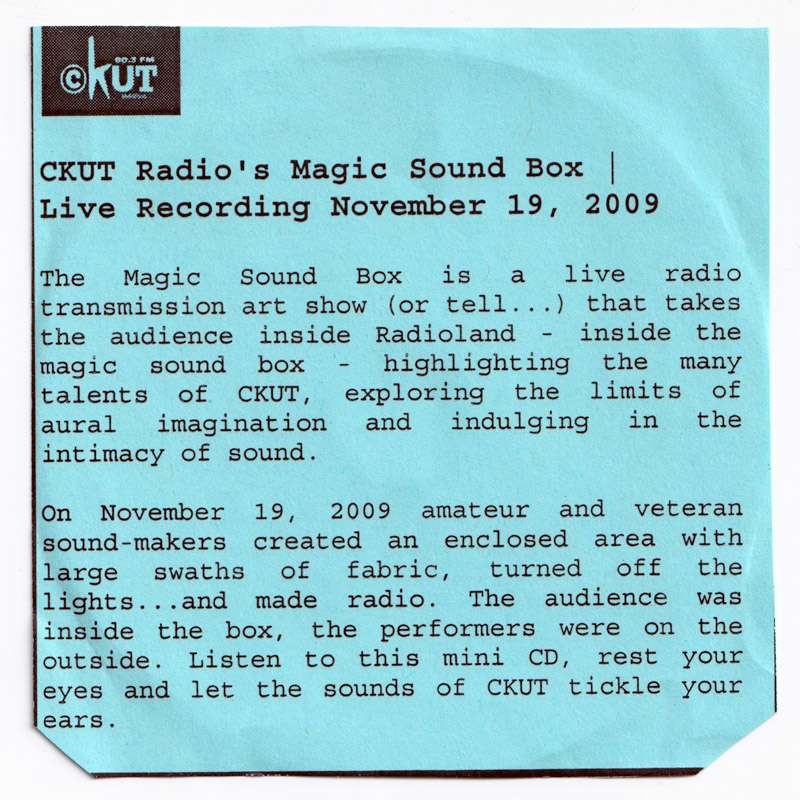 90.3 FM
©kUT
CKUT Radio's Magic Sound Box |
Live Recording November 19, 2009
The Magic Sound Box is a live radio
transmission art show (or tell...) that takes
the audience inside Radioland - inside the
magic sound box - highlighting the many
talents of CKUT, exploring the limits of
aural imagination and indulging in the
intimacy of sound.
On November 19, 2009 amateur and veteran
sound-makers created an enclosed area with
large swaths of fabric, turned off the
lights...and made radio. The audience was
inside the box, the performers were on the
outside. Listen to this mini CD, rest your
eyes and let the sounds of CKUT tickle your
ears.